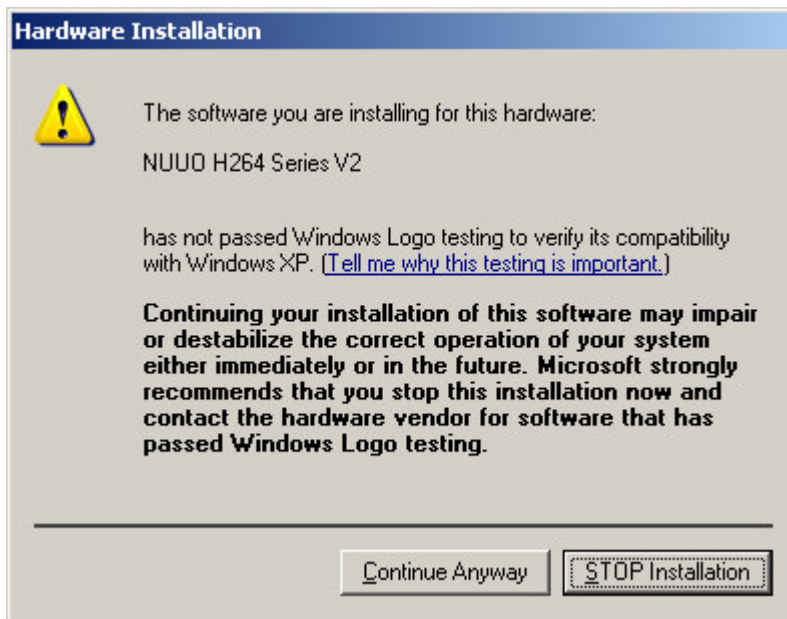 Hardware Installation
The software you are installing for this hardware:
NUUO H264 Series V2
has not passed Windows Logo testing to verify its compatibility
with Windows XP. (Tell me why this testing is important.)
Continuing your installation of this software may impair
or destabilize the correct operation of your system
either immediately or in the future. Microsoft strongly
recommends that you stop this installation now and
contact the hardware vendor for software that has
passed Windows Logo testing.
Continue Anyway
STOP Installation